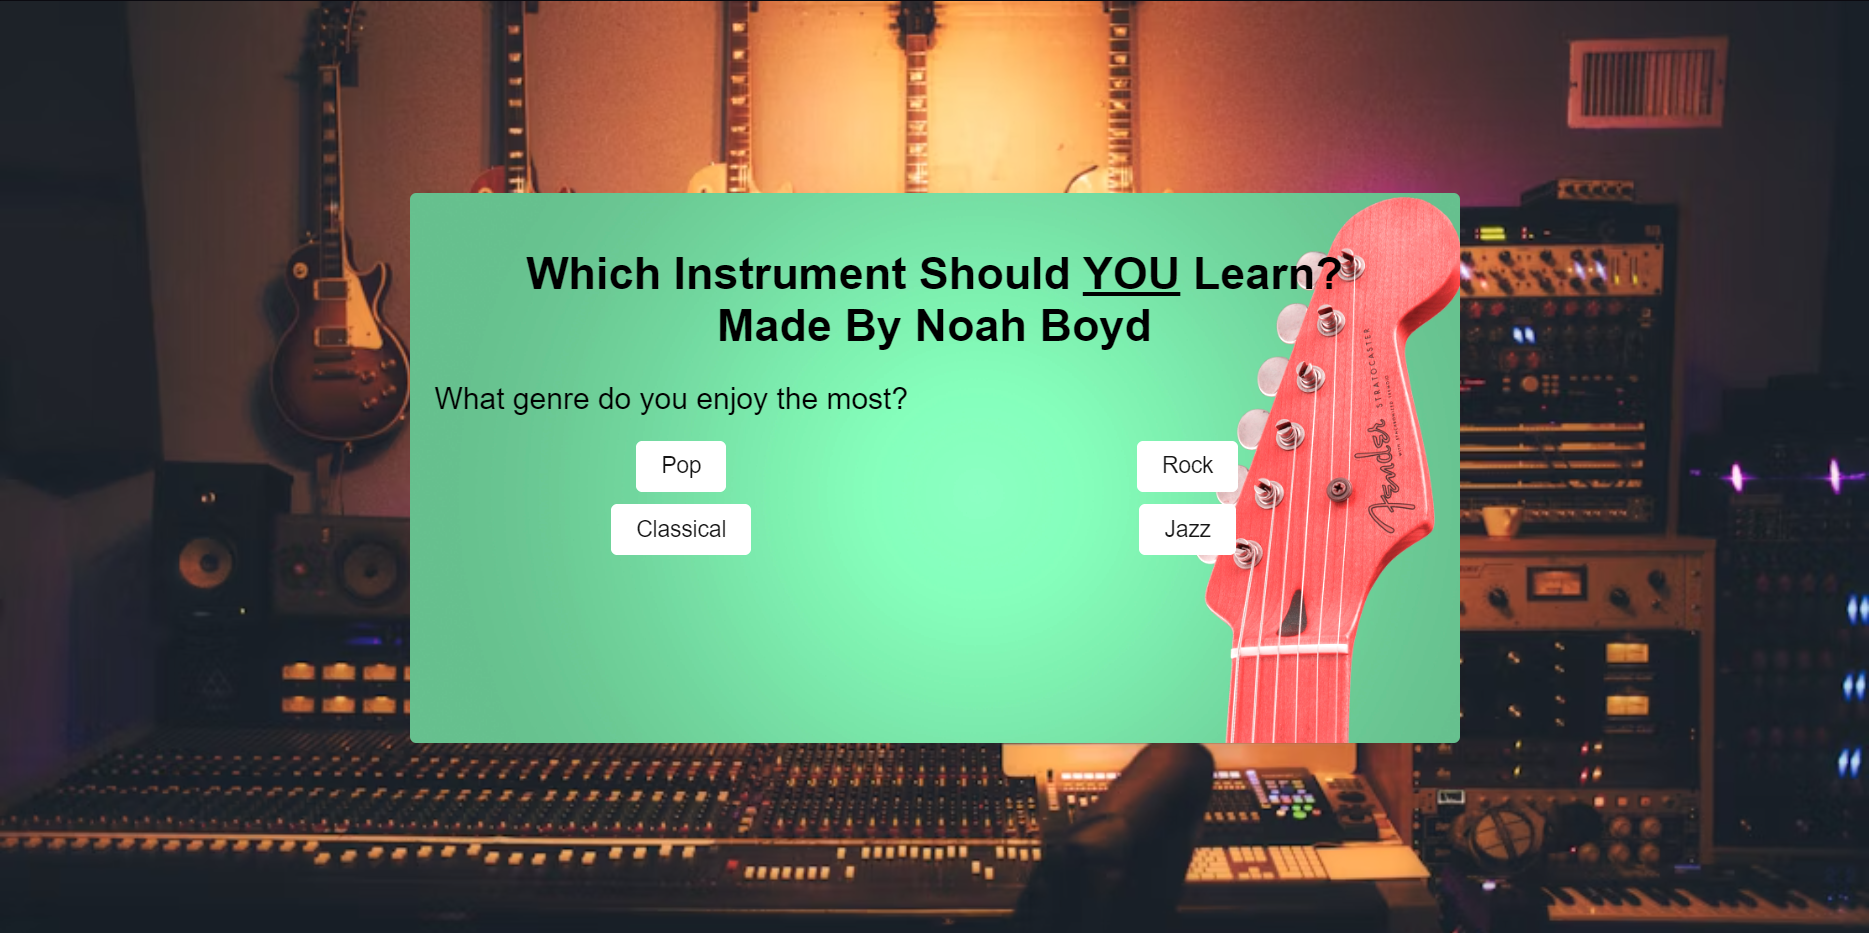 Which Instrument Should YOU Learn?
Made By Noah Boyd
What genre do you enjoy the most?
Pop
Rock
Classical
Jazz
Fender
STRATOCASTER